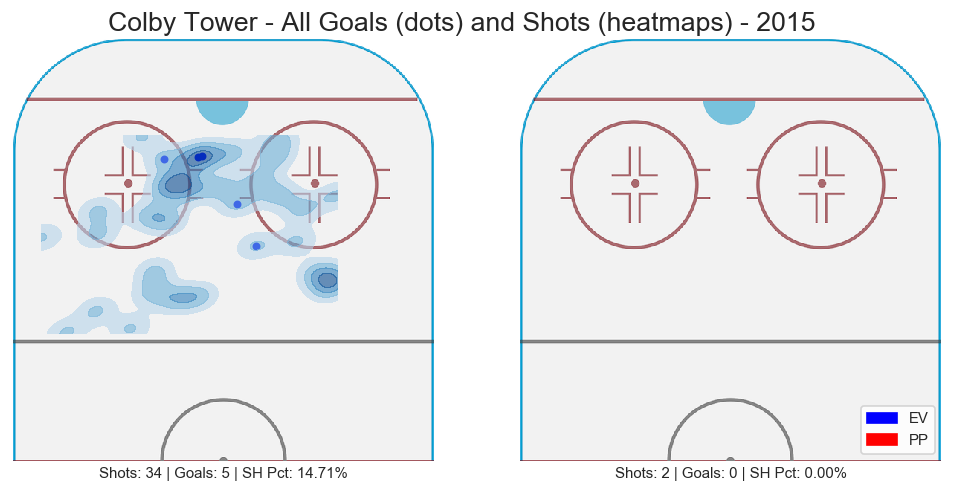 Colby Tower - All Goals (dots) and Shots (heatmaps) - 2015
EV
PP
Shots: 34 | Goals: 5 | SH Pct: 14.71%
Shots: 2 | Goals: 0 | SH Pct: 0.00%